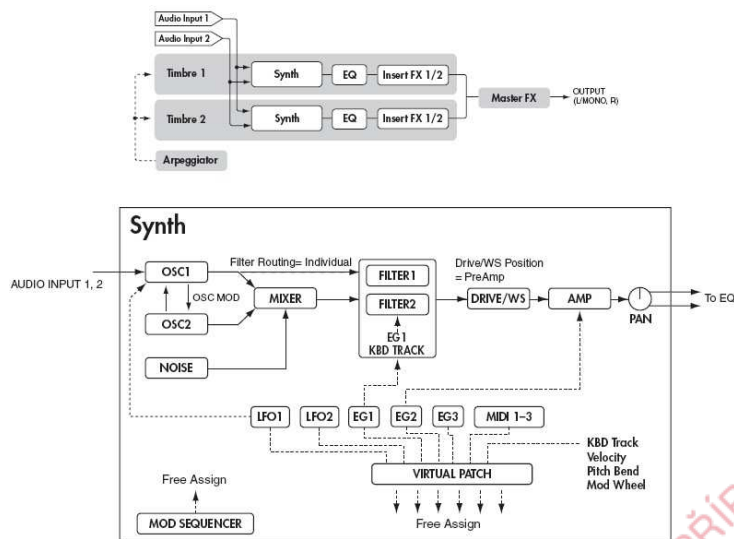 Audio Input 1
Audio Input 2
Timbre 1
Synth
EQ
Insert FX 1/2
Timbre 2
Synth
EQ
Insert FX 1/2
Master FX
OUTPUT
(L/MONO, R)
Arpeggiator
Synth
AUDIO INPUT 1, 2
OSC1
Filter Routing= Individual
OSC MOD
OSC2
MIXER
NOISE
FILTER1
FILTER2
EG1
KBD TRACK
Drive/WS Position
= PreAmp
DRIVE/WS
AMP
PAN
To EQ
LFO1
LFO2
EG1
EG2
EG3
MIDI 1–3
VIRTUAL PATCH
KBD Track
Velocity
Pitch Bend
Mod Wheel
Free Assign
Free Assign
MOD SEQUENCER